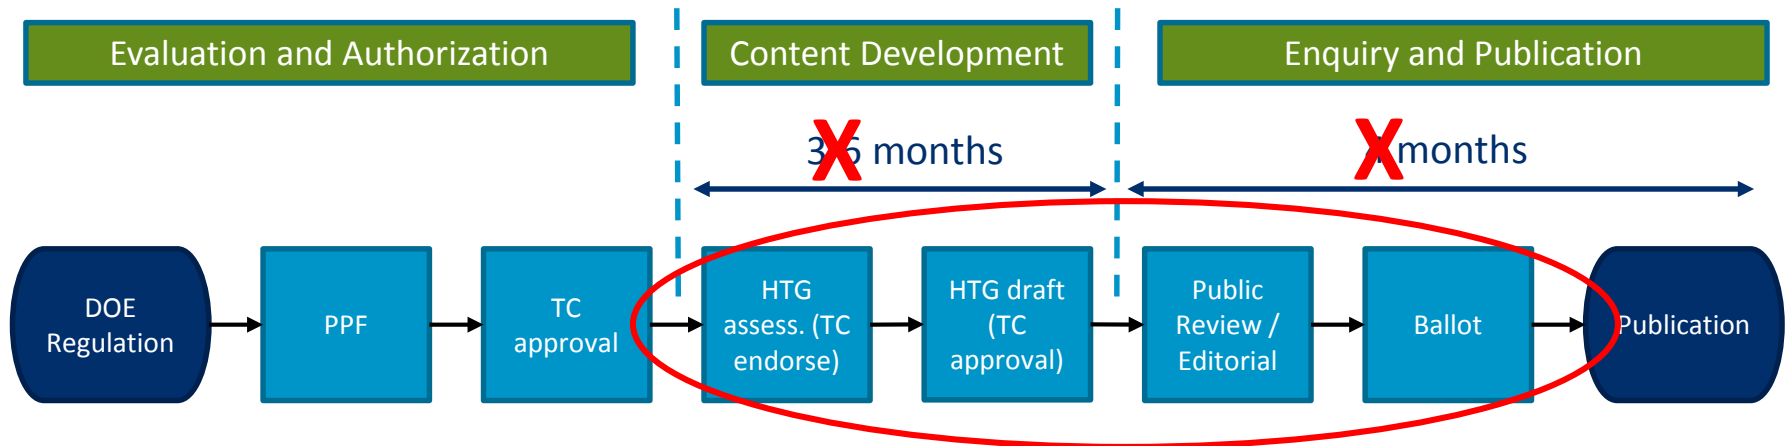 Evaluation and Authorization
Content Development
Enquiry and Publication
months
months
DOE
Regulation
PPF
TC
approval
HTG
assess. (TC
endorse)
HTG draft
(TC
approval)
Public
Review /
Editorial
Ballot
Publication